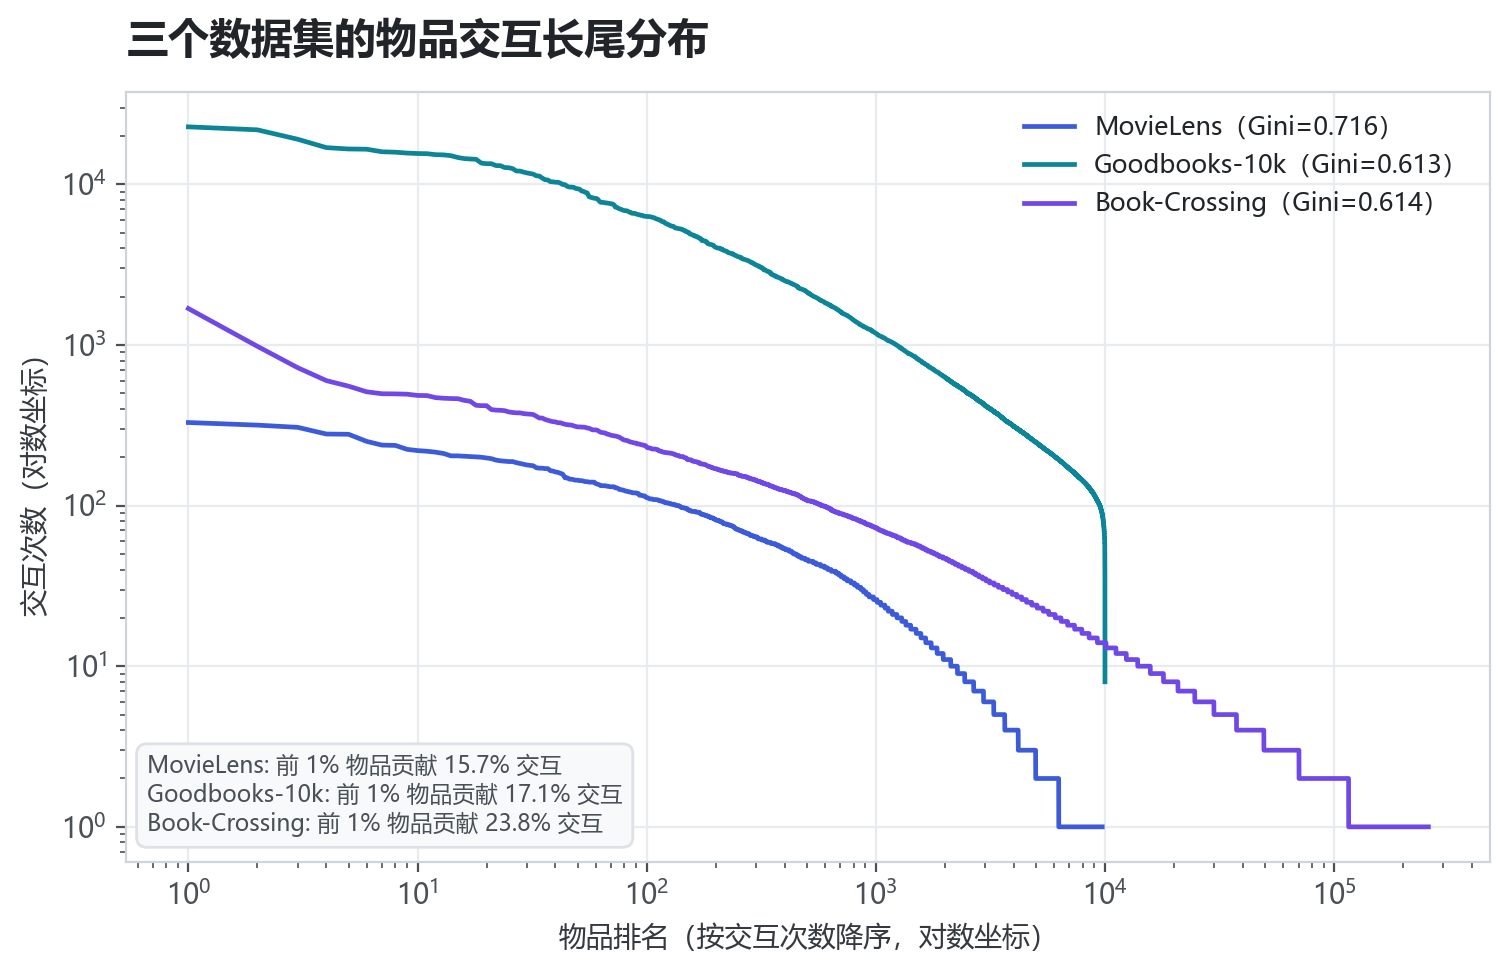 三个数据集的物品交互长尾分布
MovieLens（Gini=0.716）
Goodbooks-10k（Gini=0.613）
Book-Crossing（Gini=0.614）
10⁴
10³
10²
10¹
10⁰
交互次数（对数坐标）
MovieLens: 前 1% 物品贡献 15.7% 交互
Goodbooks-10k: 前 1% 物品贡献 17.1% 交互
Book-Crossing: 前 1% 物品贡献 23.8% 交互
10⁰ 10¹ 10² 10³ 10⁴ 10⁵
物品排名（按交互次数降序，对数坐标）